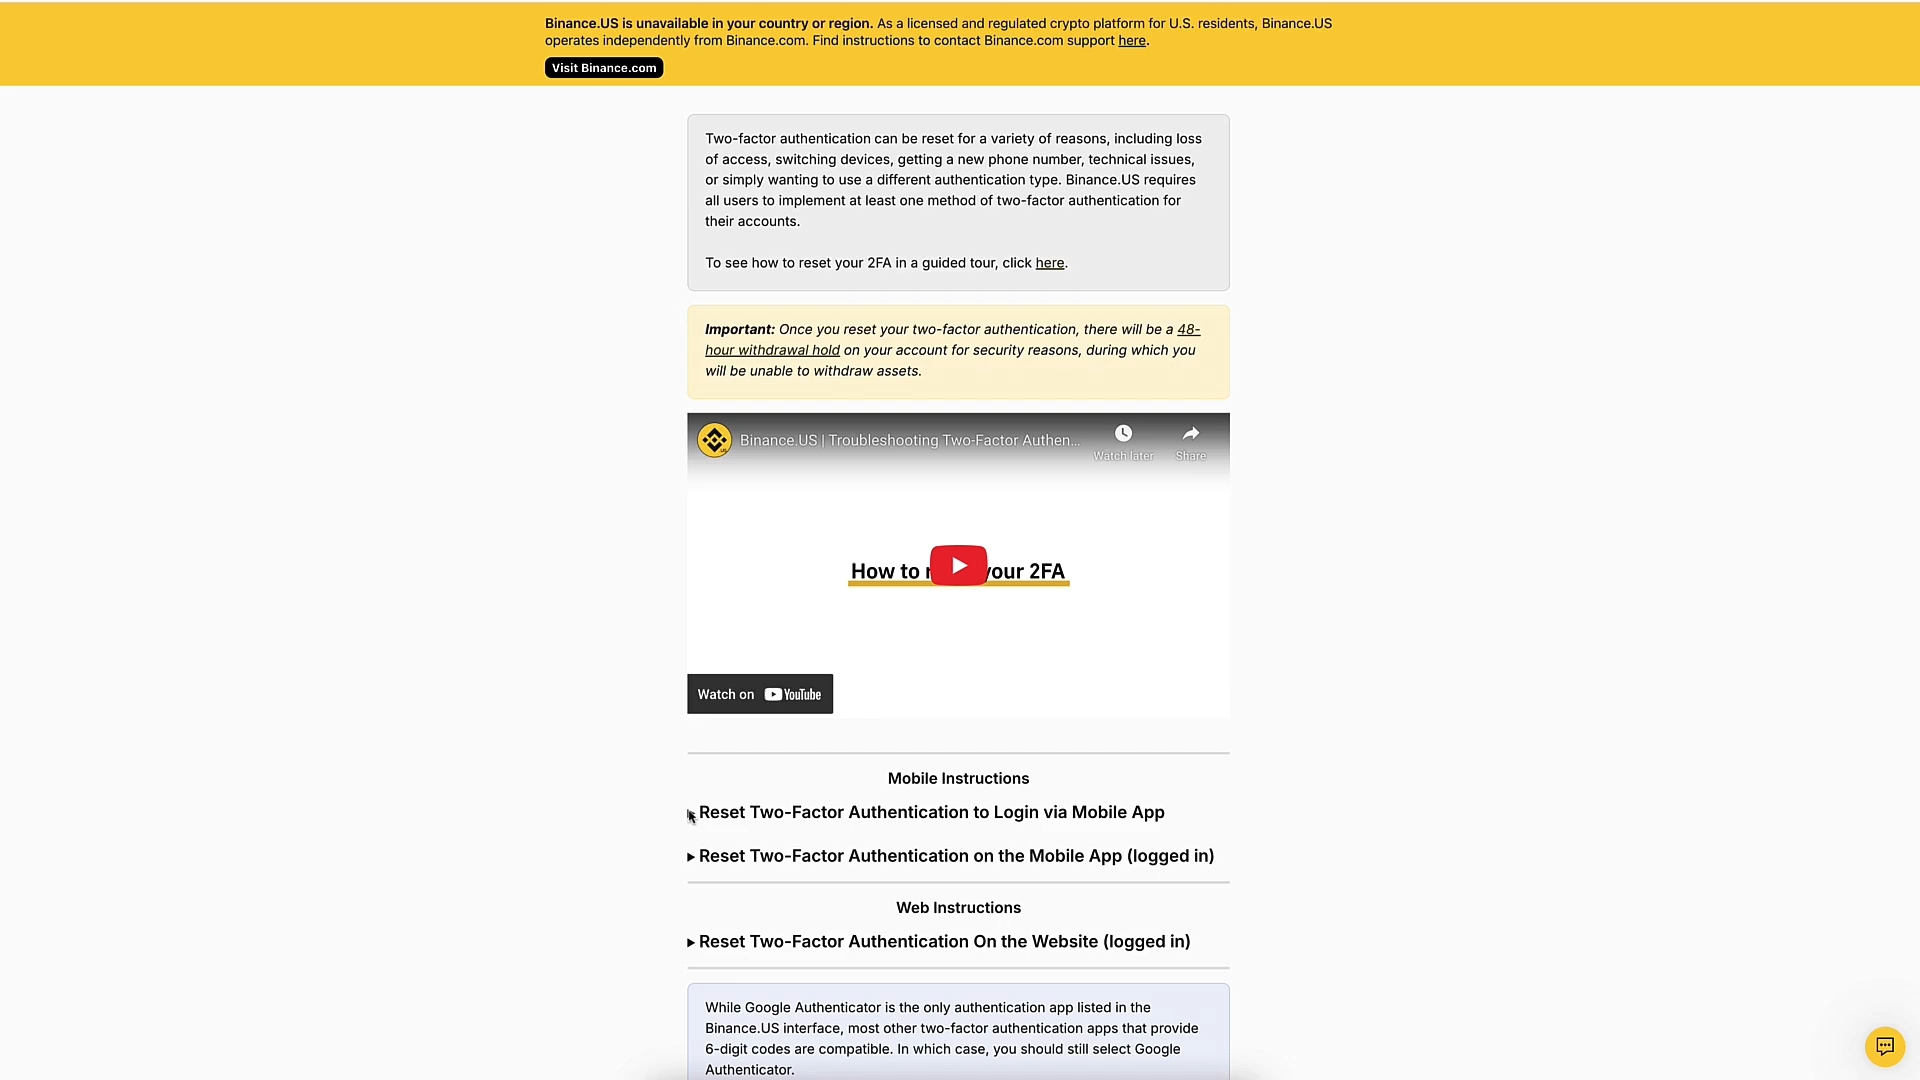 Binance.US is unavailable in your country or region. As a licensed and regulated crypto platform for U.S. residents, Binance.US
operates independently from Binance.com. Find instructions to contact Binance.com support here.
Visit Binance.com
Two-factor authentication can be reset for a variety of reasons, including loss
of access, switching devices, getting a new phone number, technical issues,
or simply wanting to use a different authentication type. Binance.US requires
all users to implement at least one method of two-factor authentication for
their accounts.
To see how to reset your 2FA in a guided tour, click here.
Important: Once you reset your two-factor authentication, there will be a 48-
hour withdrawal hold on your account for security reasons, during which you
will be unable to withdraw assets.
Binance.US | Troubleshooting Two-Factor Authen...
Watch later
Share
How to your 2FA
Watch on YouTube
Mobile Instructions
Reset Two-Factor Authentication to Login via Mobile App
Reset Two-Factor Authentication on the Mobile App (logged in)
Web Instructions
Reset Two-Factor Authentication On the Website (logged in)
While Google Authenticator is the only authentication app listed in the
Binance.US interface, most other two-factor authentication apps that provide
6-digit codes are compatible. In which case, you should still select Google
Authenticator.